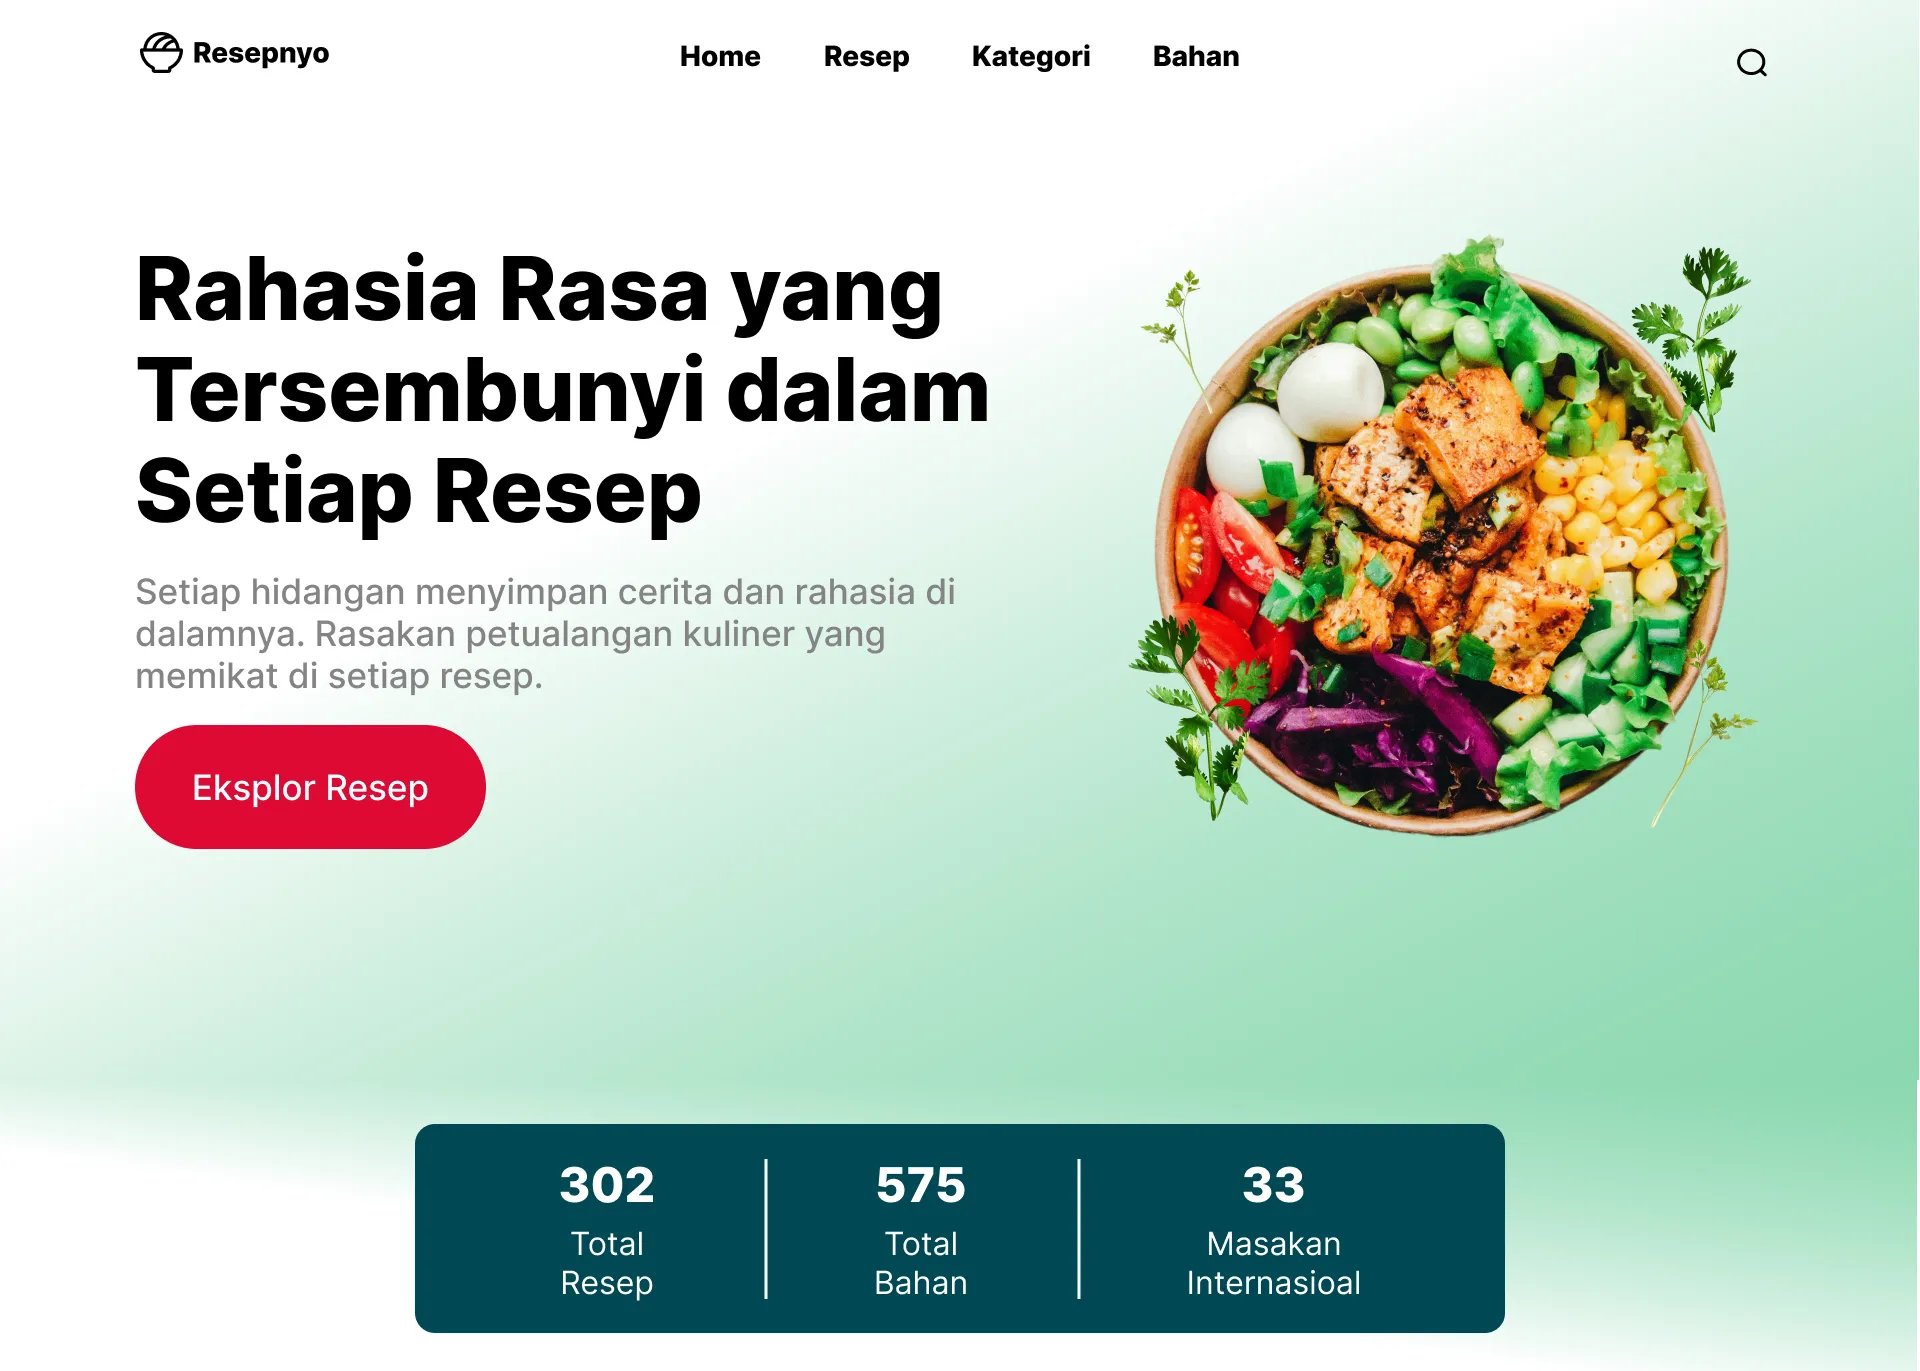 Resepnyo
Home Resep Kategori Bahan
Rahasia Rasa yang
Tersembunyi dalam
Setiap Resep
Setiap hidangan menyimpan cerita dan rahasia di
dalamnya. Rasakan petualangan kuliner yang
memikat di setiap resep.
Eksplor Resep
302
Total
Resep
575
Total
Bahan
33
Masakan
Internasioal